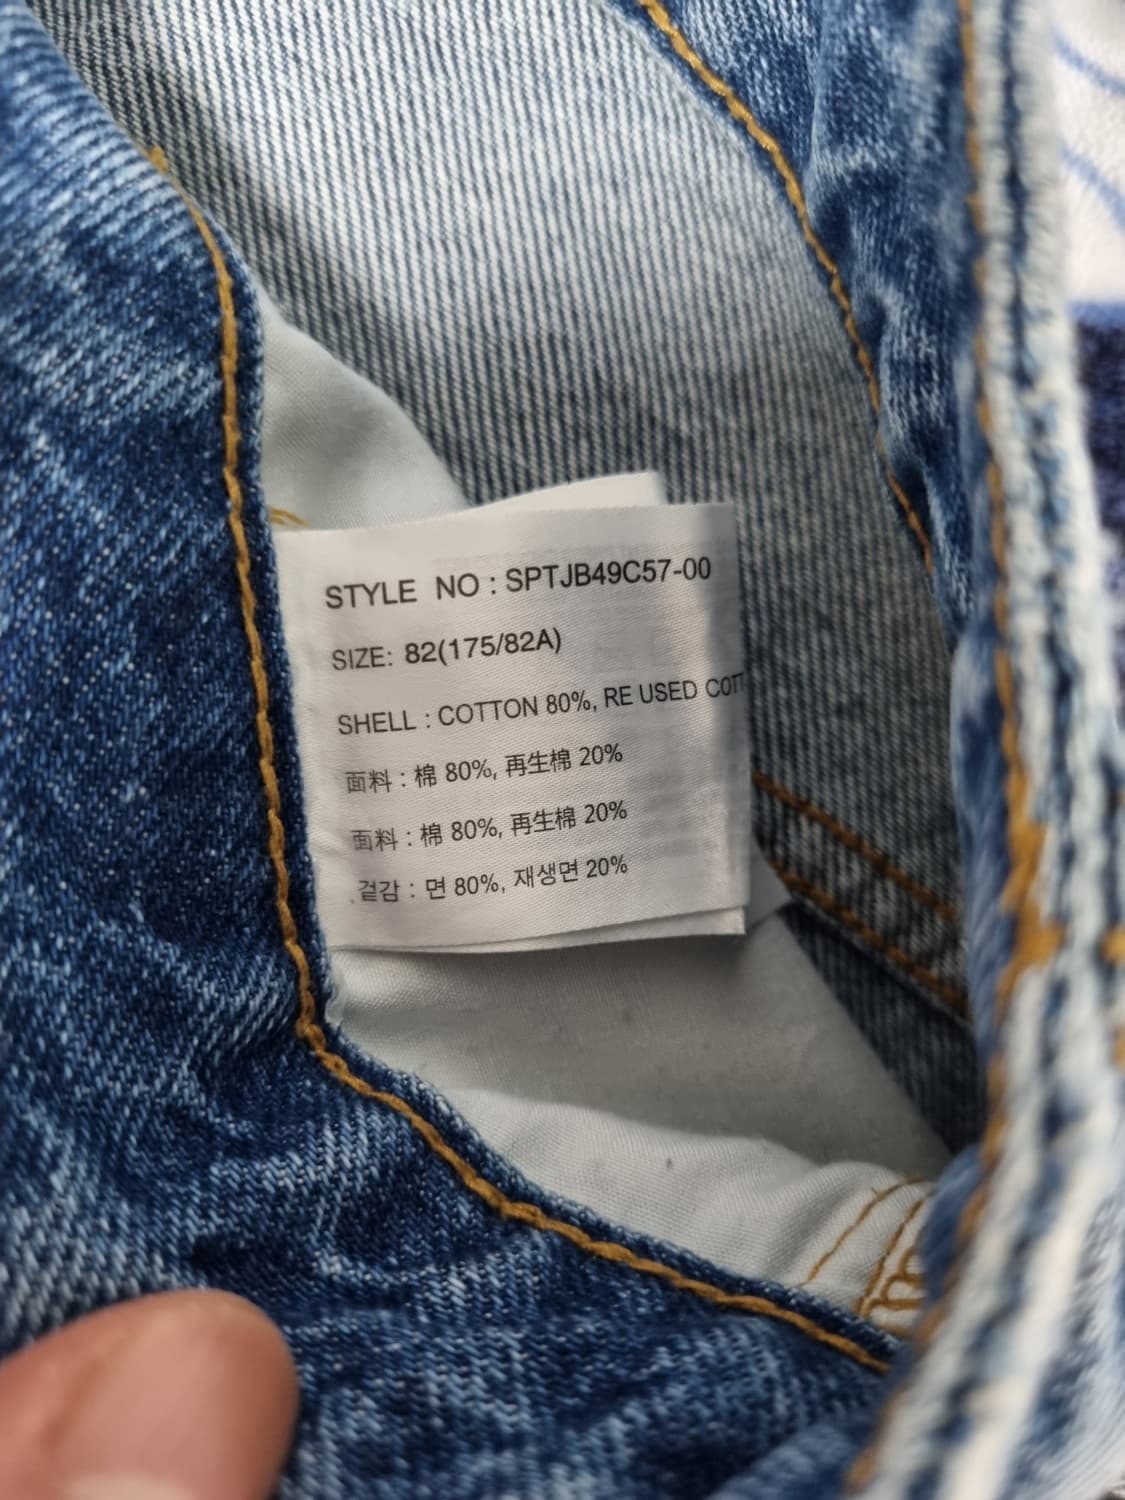 STYLE NO : SPTJB49C57-00
SIZE: 82(175/82A)
SHELL : COTTON 80%, RE USED COTT
面料 : 棉 80%, 再生棉 20%
面料 : 棉 80%, 再生棉 20%
겉감 : 면 80%, 재생면 20%